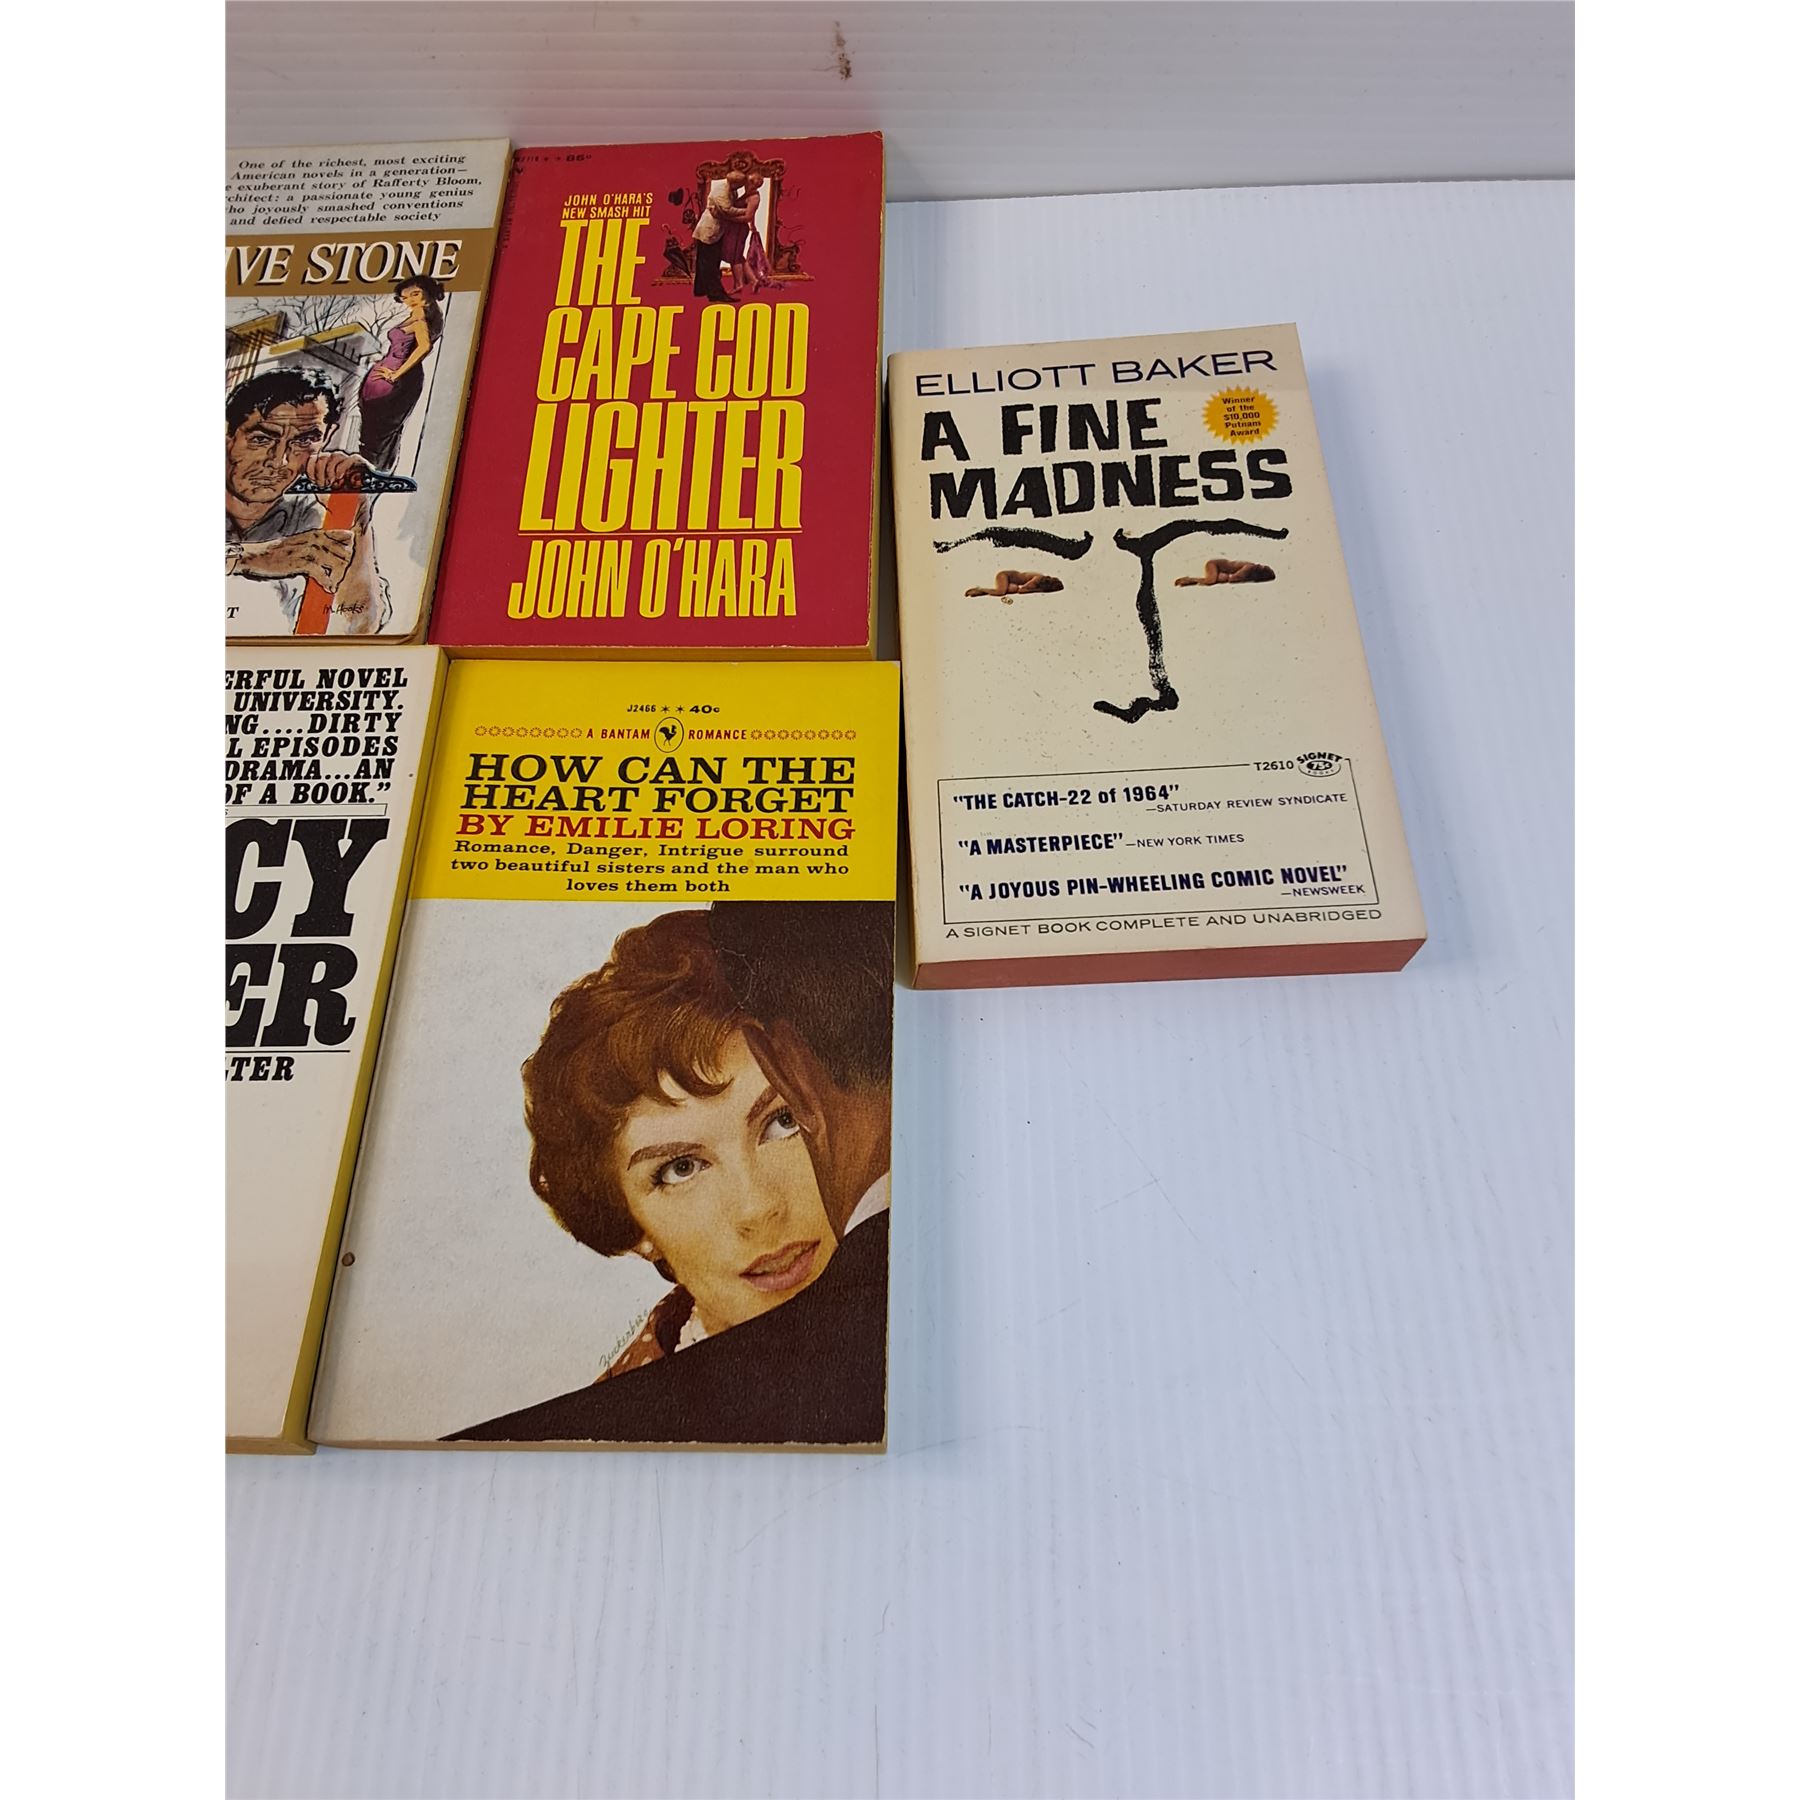 One of the richest, most exciting
American novels in a generation—
exuberant story of Rafferty Bloom,
architect: a passionate young genius
who joyously smashed conventions
and defied respectable society
IVE STONE
T
85¢
JOHN O'HARA'S
NEW SMASH HIT
THE
CAPE COD
LIGHTER
JOHN O'HARA
ELLIOTT BAKER
A FINE
MADNESS
Winner
of the
$10,000
Putnam
Award
T2610 SIGNET
75¢
BOOKS
"THE CATCH-22 of 1964"
—SATURDAY REVIEW SYNDICATE
"A MASTERPIECE" —NEW YORK TIMES
"A JOYOUS PIN-WHEELING COMIC NOVEL"
—NEWSWEEK
A SIGNET BOOK COMPLETE AND UNABRIDGED
ERFUL NOVEL
UNIVERSITY.
NG....DIRTY
L EPISODES
DRAMA...AN
OF A BOOK."
CY
ER
LTER
J2466 ** 40¢
A BANTAM ROMANCE
HOW CAN THE
HEART FORGET
BY EMILIE LORING
Romance, Danger, Intrigue surround
two beautiful sisters and the man who
loves them both